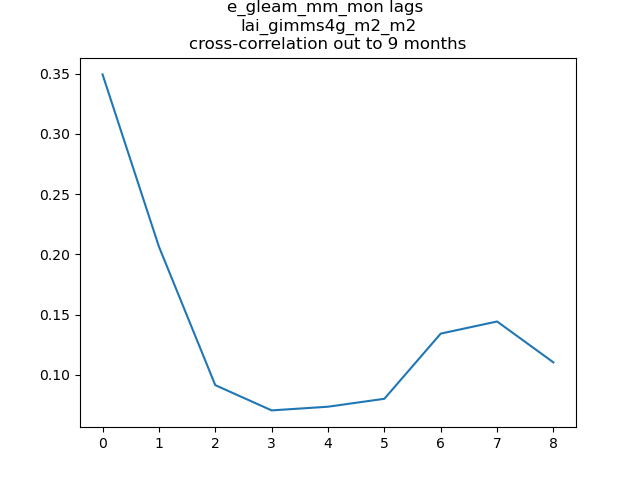 e_gleam_mm_mon lags
lai_gimms4g_m2_m2
cross-correlation out to 9 months
0.35
0.30
0.25
0.20
0.15
0.10
0 1 2 3 4 5 6 7 8